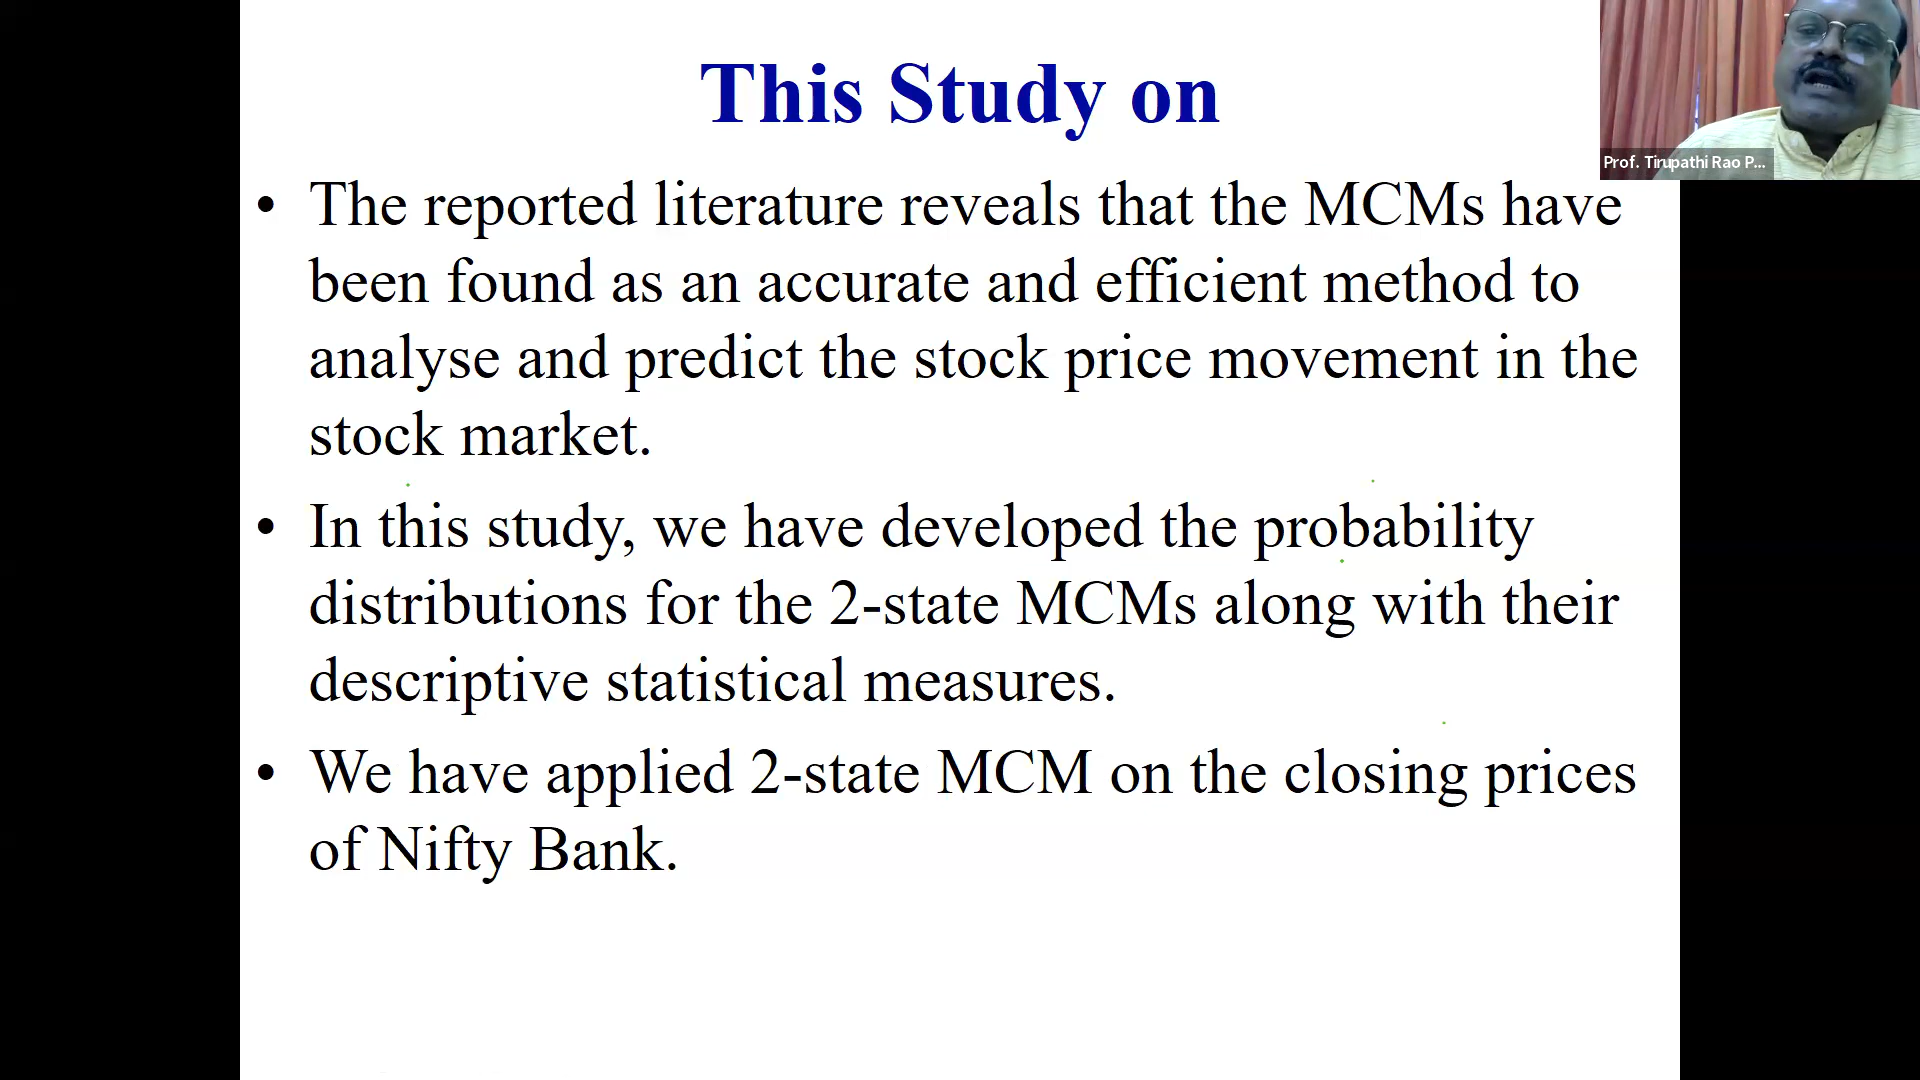 This Study on
Prof. Tirupathi Rao P...
• The reported literature reveals that the MCMs have
been found as an accurate and efficient method to
analyse and predict the stock price movement in the
stock market.
• In this study, we have developed the probability
distributions for the 2-state MCMs along with their
descriptive statistical measures.
• We have applied 2-state MCM on the closing prices
of Nifty Bank.